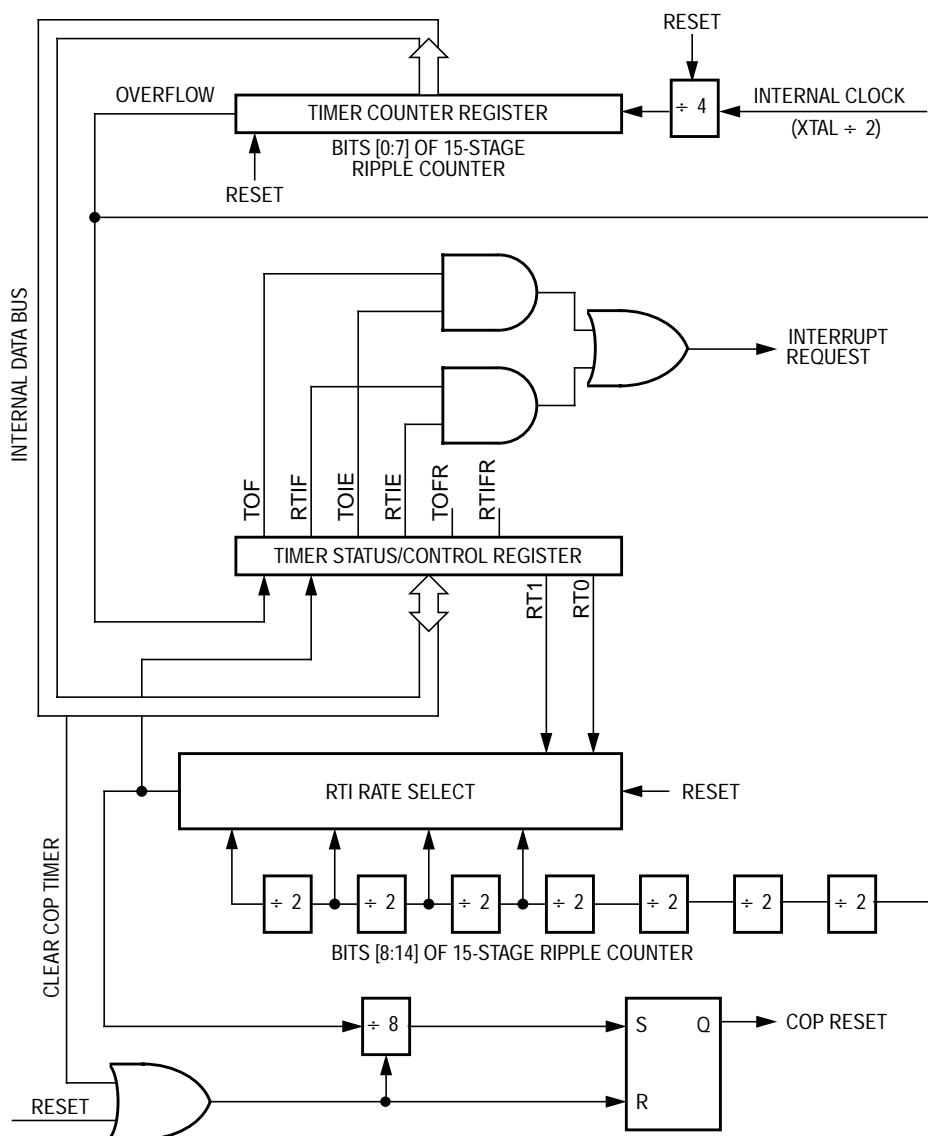 RESET
OVERFLOW
TIMER COUNTER REGISTER
÷ 4
INTERNAL CLOCK
(XTAL ÷ 2)
BITS [0:7] OF 15-STAGE
RIPPLE COUNTER
RESET
INTERNAL DATA BUS
INTERRUPT
REQUEST
TOF
RTIF
TOIE
RTIE
TOFR
RTIFR
TIMER STATUS/CONTROL REGISTER
RT1
RT0
RTI RATE SELECT
RESET
CLEAR COP TIMER
÷ 2
÷ 2
÷ 2
÷ 2
÷ 2
÷ 2
÷ 2
BITS [8:14] OF 15-STAGE RIPPLE COUNTER
÷ 8
S
Q
COP RESET
RESET
R